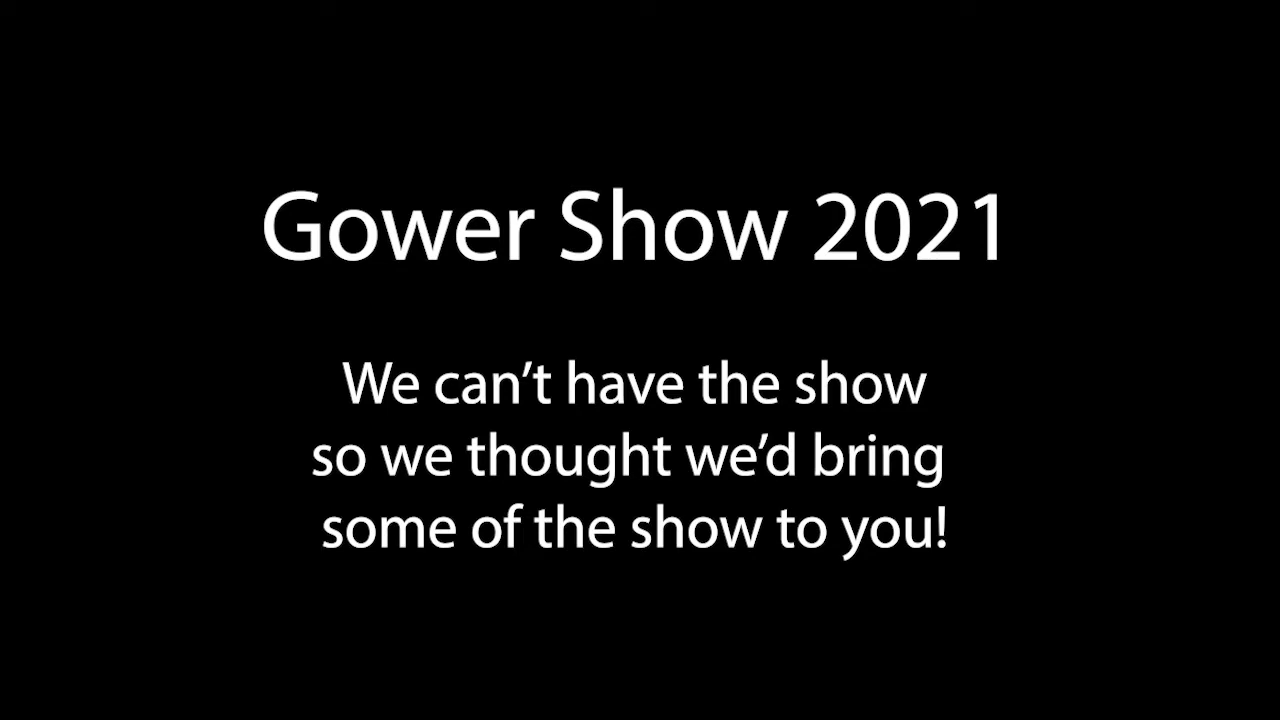 Gower Show 2021
We can’t have the show
so we thought we’d bring
some of the show to you!